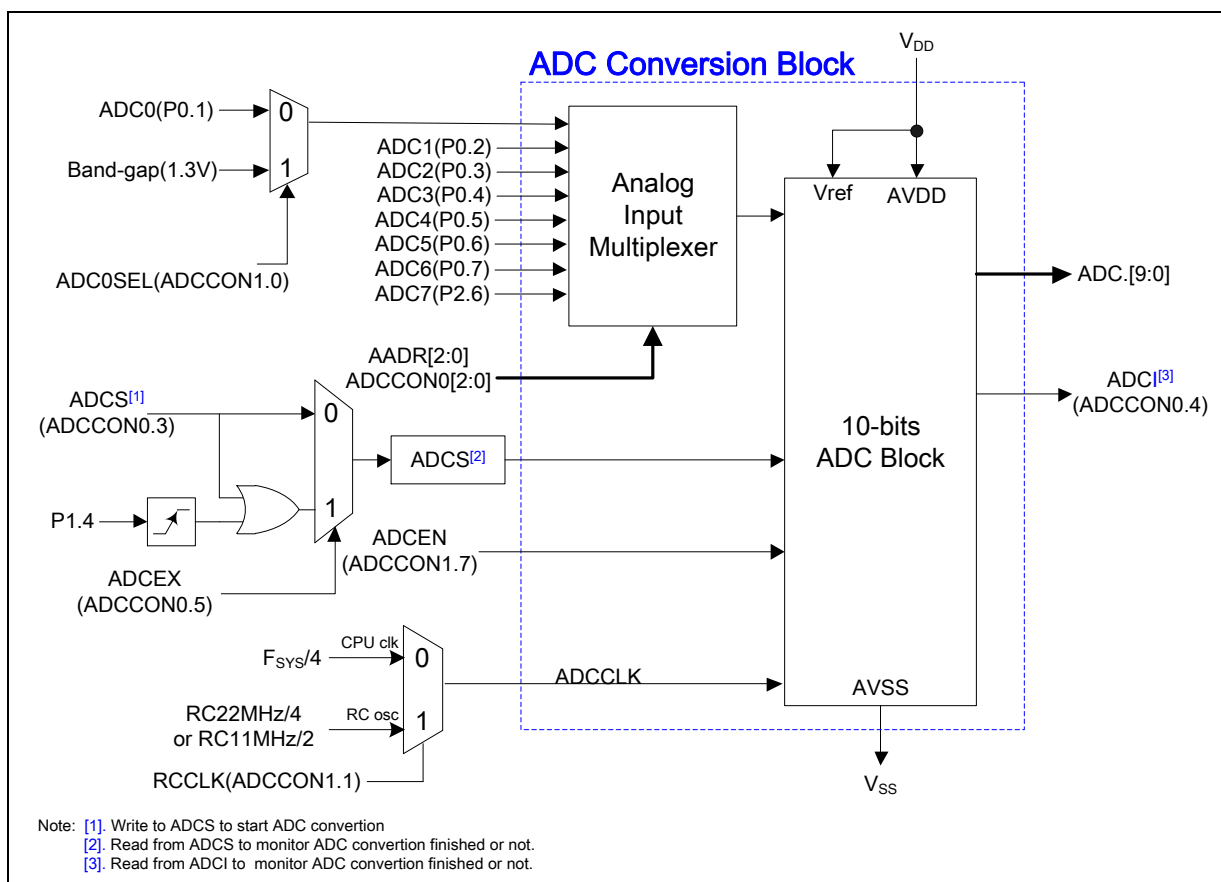 ADC Conversion Block
VDD
ADC0(P0.1)
0
Band-gap(1.3V)
1
ADC0SEL(ADCCON1.0)
ADC1(P0.2)
ADC2(P0.3)
ADC3(P0.4)
ADC4(P0.5)
ADC5(P0.6)
ADC6(P0.7)
ADC7(P2.6)
Analog
Input
Multiplexer
Vref
AVDD
AADR[2:0]
ADCCON0[2:0]
ADC.[9:0]
ADCI[3]
(ADCCON0.4)
10-bits
ADC Block
ADCS[1]
(ADCCON0.3)
0
1
ADCS[2]
P1.4
ADCEX
(ADCCON0.5)
ADCEN
(ADCCON1.7)
FSYS/4
CPU clk
0
RC22MHz/4
or RC11MHz/2
RC osc
1
RCCLK(ADCCON1.1)
ADCCLK
AVSS
VSS
Note: [1]. Write to ADCS to start ADC convertion
[2]. Read from ADCS to monitor ADC convertion finished or not.
[3]. Read from ADCI to monitor ADC convertion finished or not.